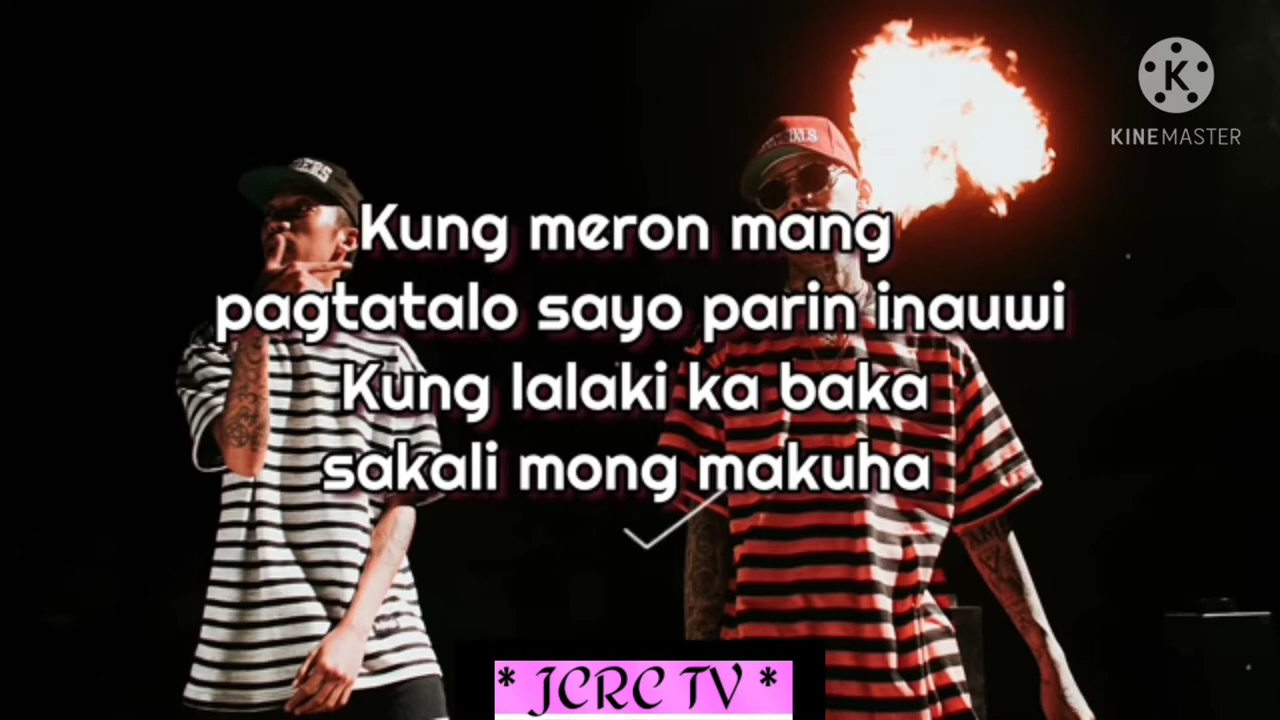 K
KINEMASTER
Kung meron mang
pagtatalo sayo parin inauwi
Kung lalaki ka baka
sakali mong makuha
* JCRC TV *